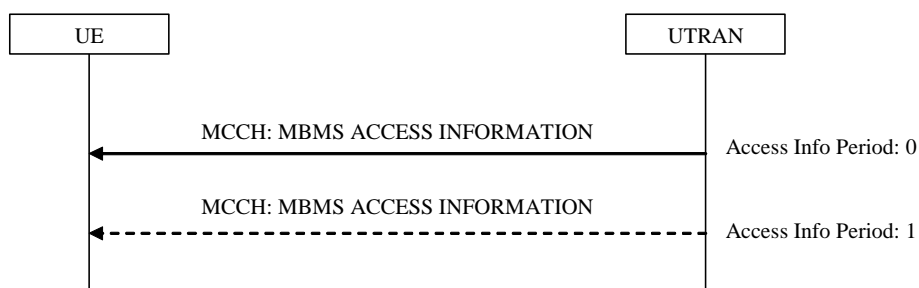 UE
UTRAN
MCCH: MBMS ACCESS INFORMATION
Access Info Period: 0
MCCH: MBMS ACCESS INFORMATION
Access Info Period: 1